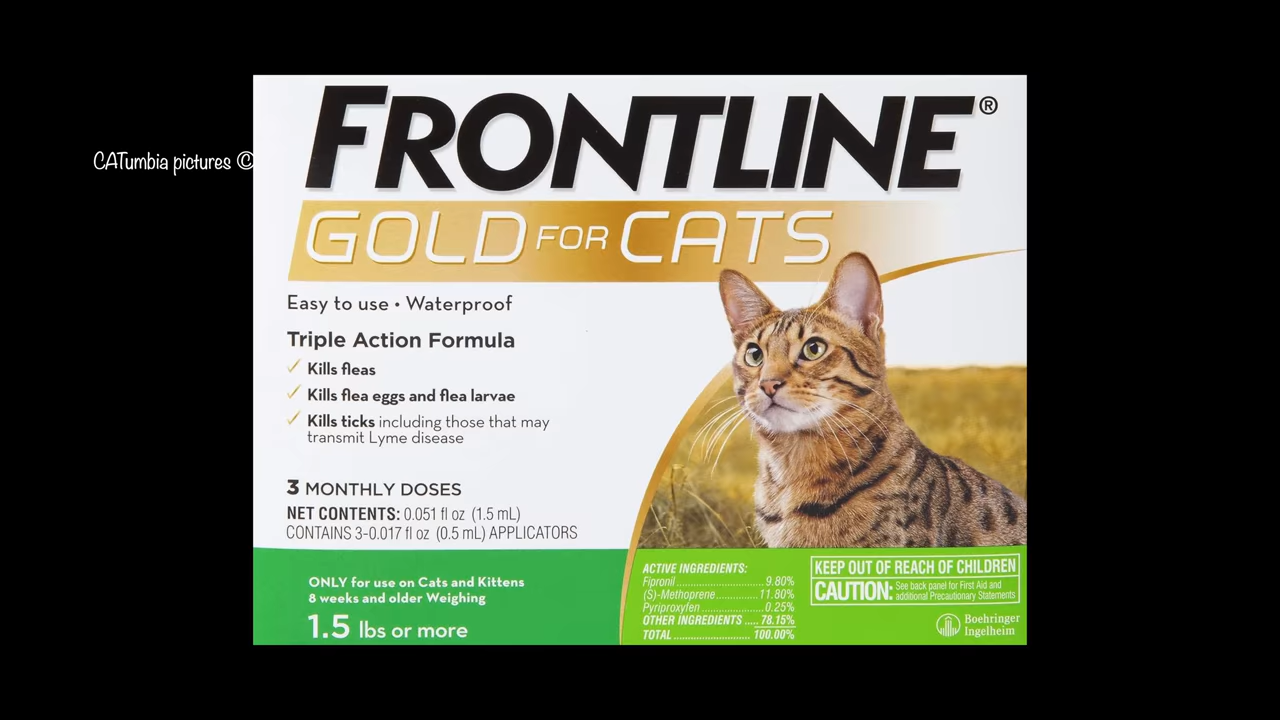 FRONTLINE®
CATumbia pictures ©
GOLD FOR CATS
Easy to use • Waterproof
Triple Action Formula
Kills fleas
Kills flea eggs and flea larvae
Kills ticks including those that may
transmit Lyme disease
3 MONTHLY DOSES
NET CONTENTS: 0.051 fl oz (1.5 mL)
CONTAINS 3-0.017 fl oz (0.5 mL) APPLICATORS
ONLY for use on Cats and Kittens
8 weeks and older Weighing
1.5 lbs or more
ACTIVE INGREDIENTS:
Fipronil.......................... 9.80%
(S)-Methoprene............ 11.80%
Pyriproxyfen .................. 0.25%
OTHER INGREDIENTS ..... 78.15%
TOTAL ........................ 100.00%
KEEP OUT OF REACH OF CHILDREN
CAUTION: See back panel for First Aid and
additional Precautionary Statements
Boehringer
Ingelheim